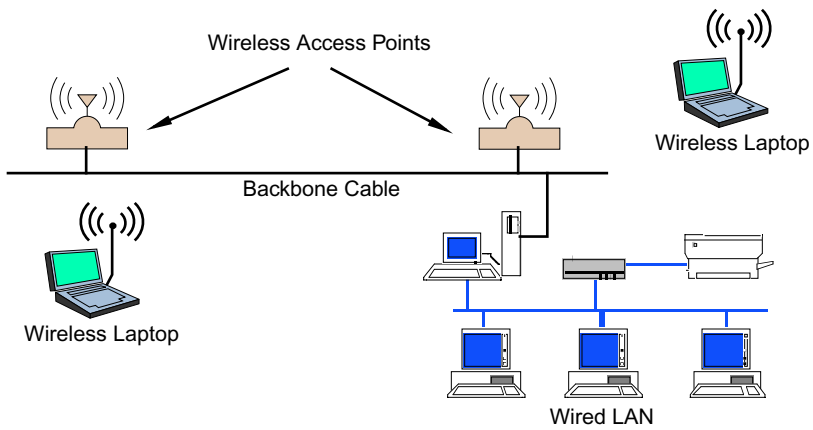 Wireless Access Points
Wireless Laptop
Backbone Cable
Wireless Laptop
Wired LAN